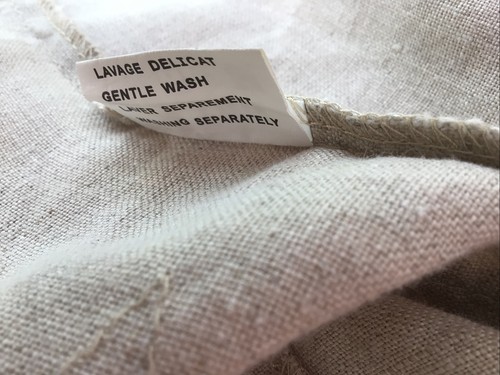 LAVAGE DELICAT
GENTLE WASH
LAVER SEPAREMENT
WASHING SEPARATELY